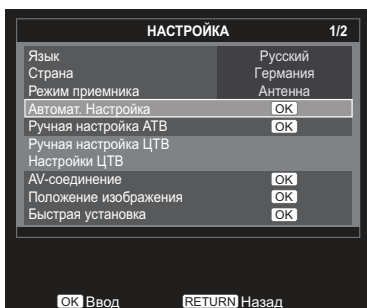 НАСТРОЙКА 1/2
Язык Русский
Страна Германия
Режим приемника Антенна
Автомат. Настройка OK
Ручная настройка АТВ OK
Ручная настройка ЦТВ
Настройки ЦТВ
AV-соединение OK
Положение изображения OK
Быстрая установка OK
OK Ввод RETURN Назад